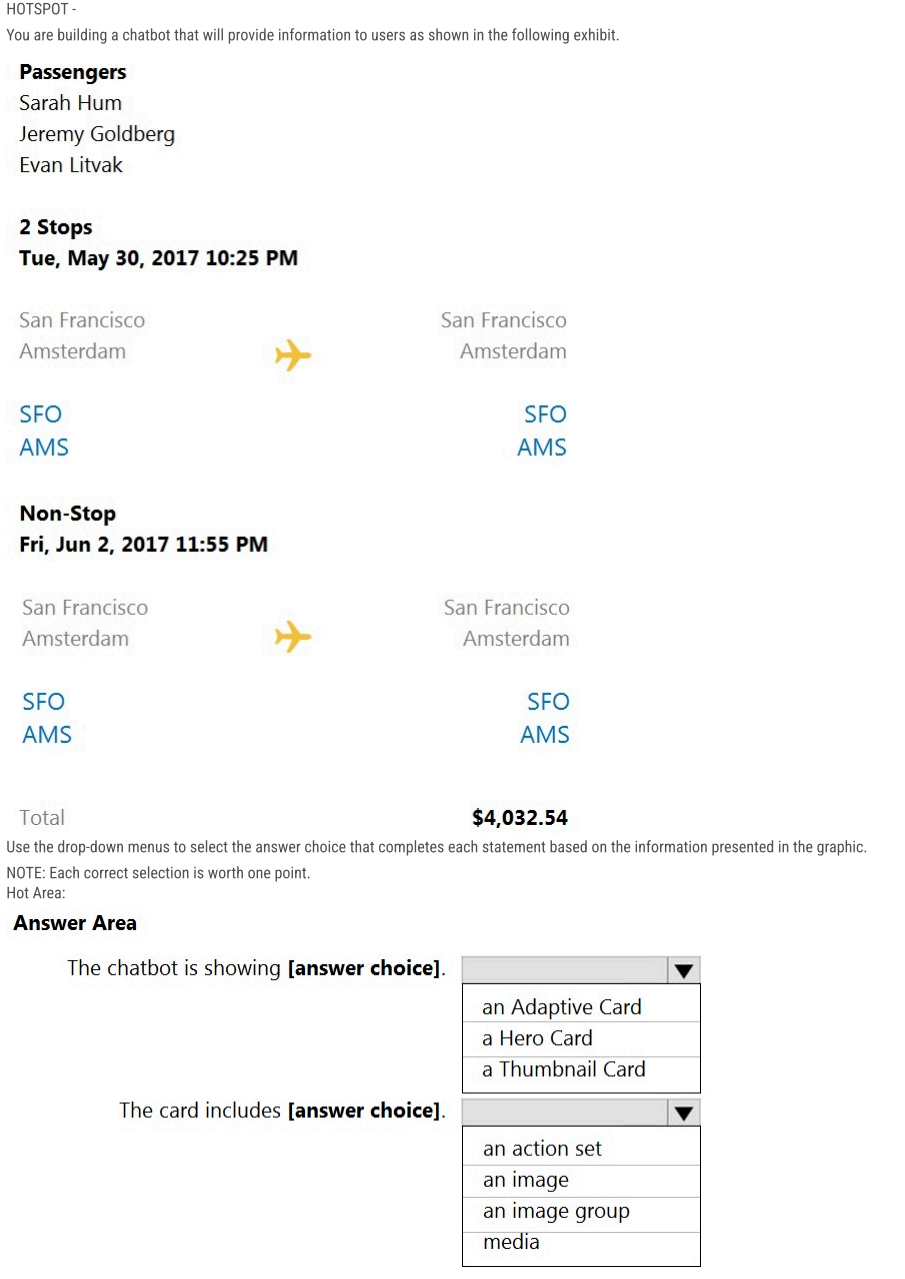 HOTSPOT -
You are building a chatbot that will provide information to users as shown in the following exhibit.
Passengers
Sarah Hum
Jeremy Goldberg
Evan Litvak
2 Stops
Tue, May 30, 2017 10:25 PM
San Francisco San Francisco
Amsterdam Amsterdam
SFO SFO
AMS AMS
Non-Stop
Fri, Jun 2, 2017 11:55 PM
San Francisco San Francisco
Amsterdam Amsterdam
SFO SFO
AMS AMS
Total $4,032.54
Use the drop-down menus to select the answer choice that completes each statement based on the information presented in the graphic.
NOTE: Each correct selection is worth one point.
Hot Area:
Answer Area
The chatbot is showing [answer choice].
an Adaptive Card
a Hero Card
a Thumbnail Card
The card includes [answer choice].
an action set
an image
an image group
media